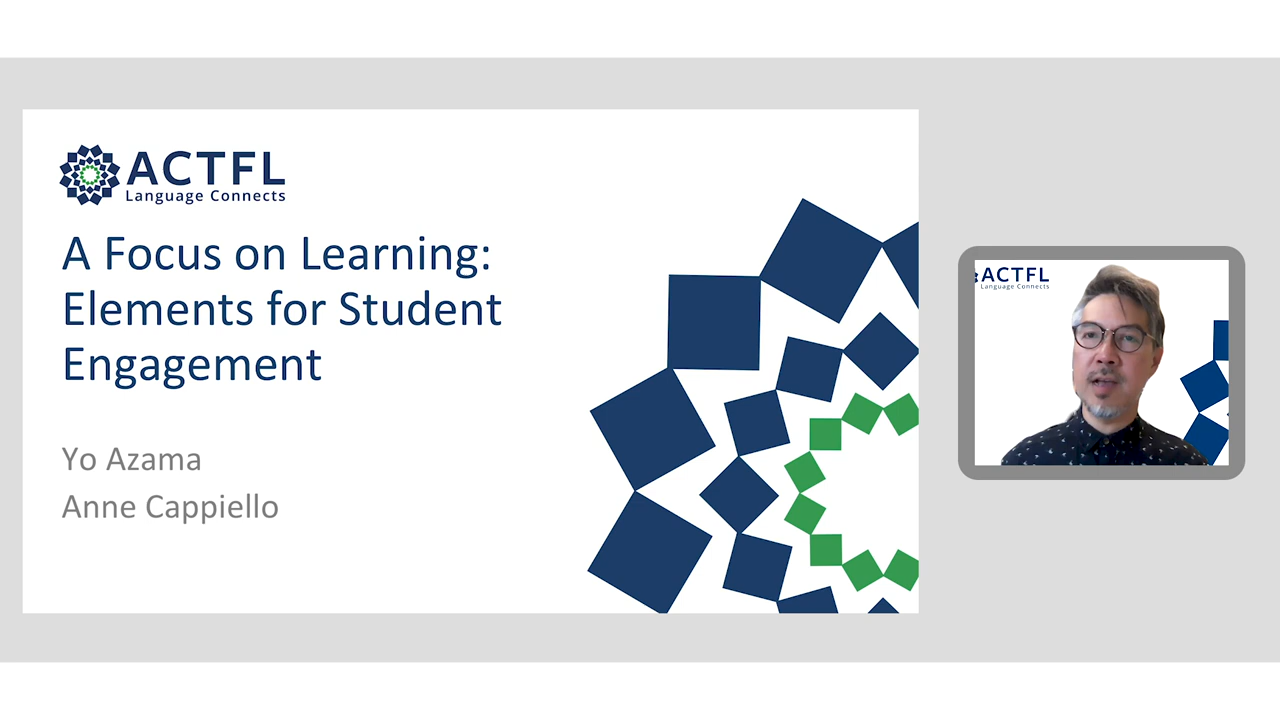 ACTFL
Language Connects
A Focus on Learning:
Elements for Student
Engagement
Yo Azama
Anne Cappiello
ACTFL
Language Connects